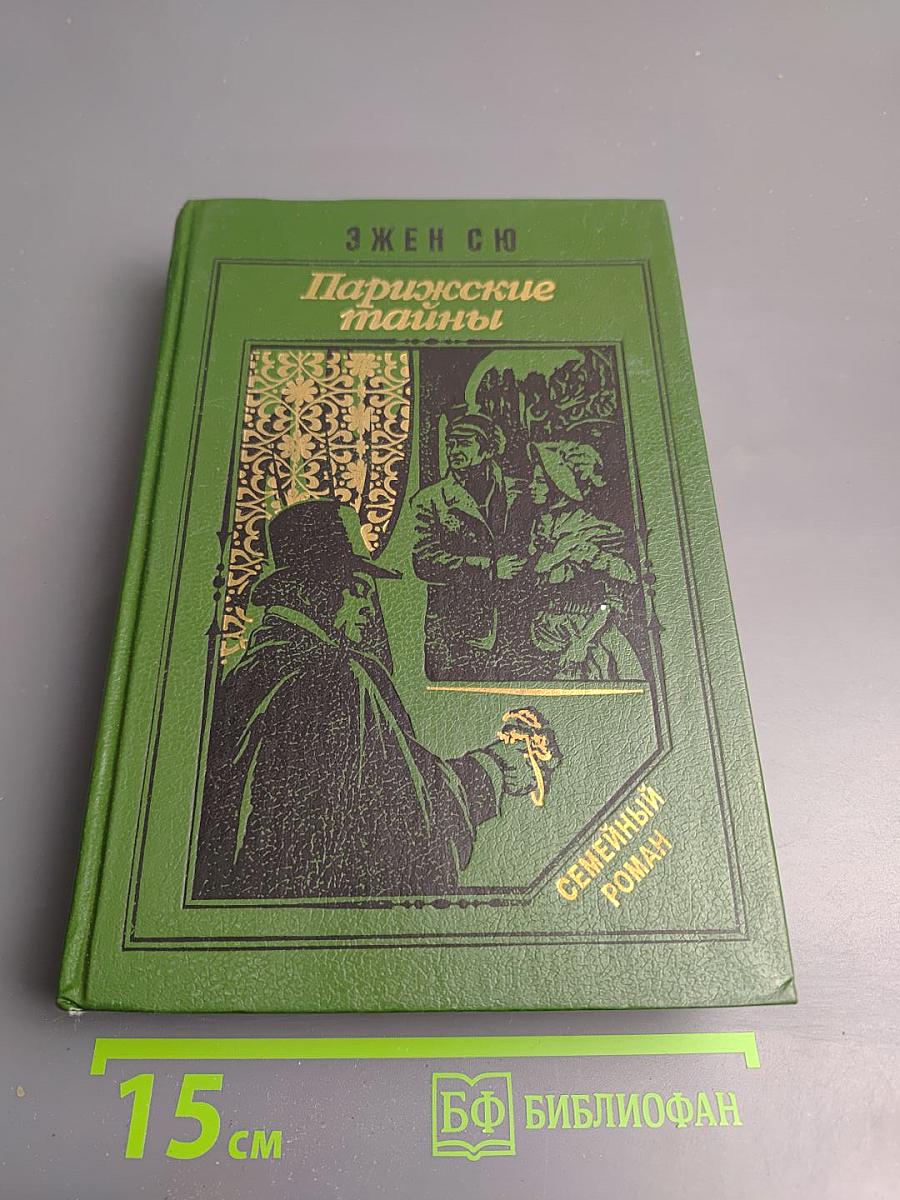 ЭЖЕН СЮ
Парижские
тайны
СЕМЕЙНЫЙ
РОМАН
15 см
БФ БИБЛИОФАН